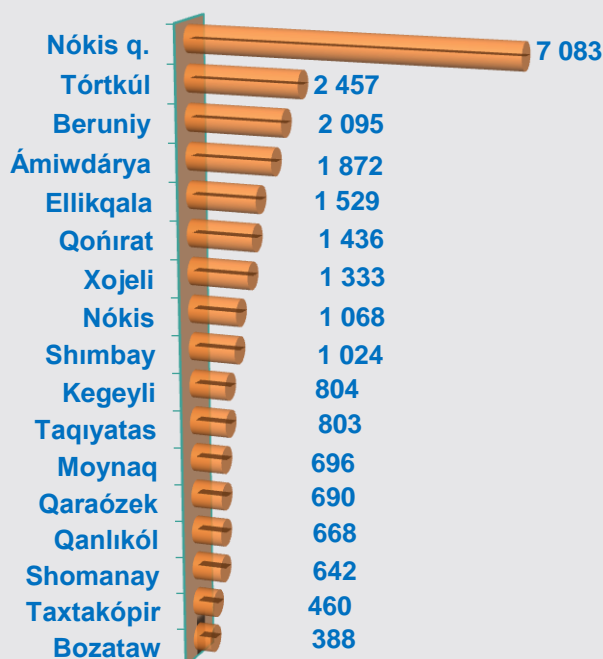 Nókis q. 7 083
Tórtkúl 2 457
Beruniy 2 095
Ámiwdárya 1 872
Ellikqala 1 529
Qońırat 1 436
Xojeli 1 333
Nókis 1 068
Shımbay 1 024
Kegeyli 804
Taqıyatas 803
Moynaq 696
Qaraózek 690
Qanlıkól 668
Shomanay 642
Taxtakópir 460
Bozataw 388